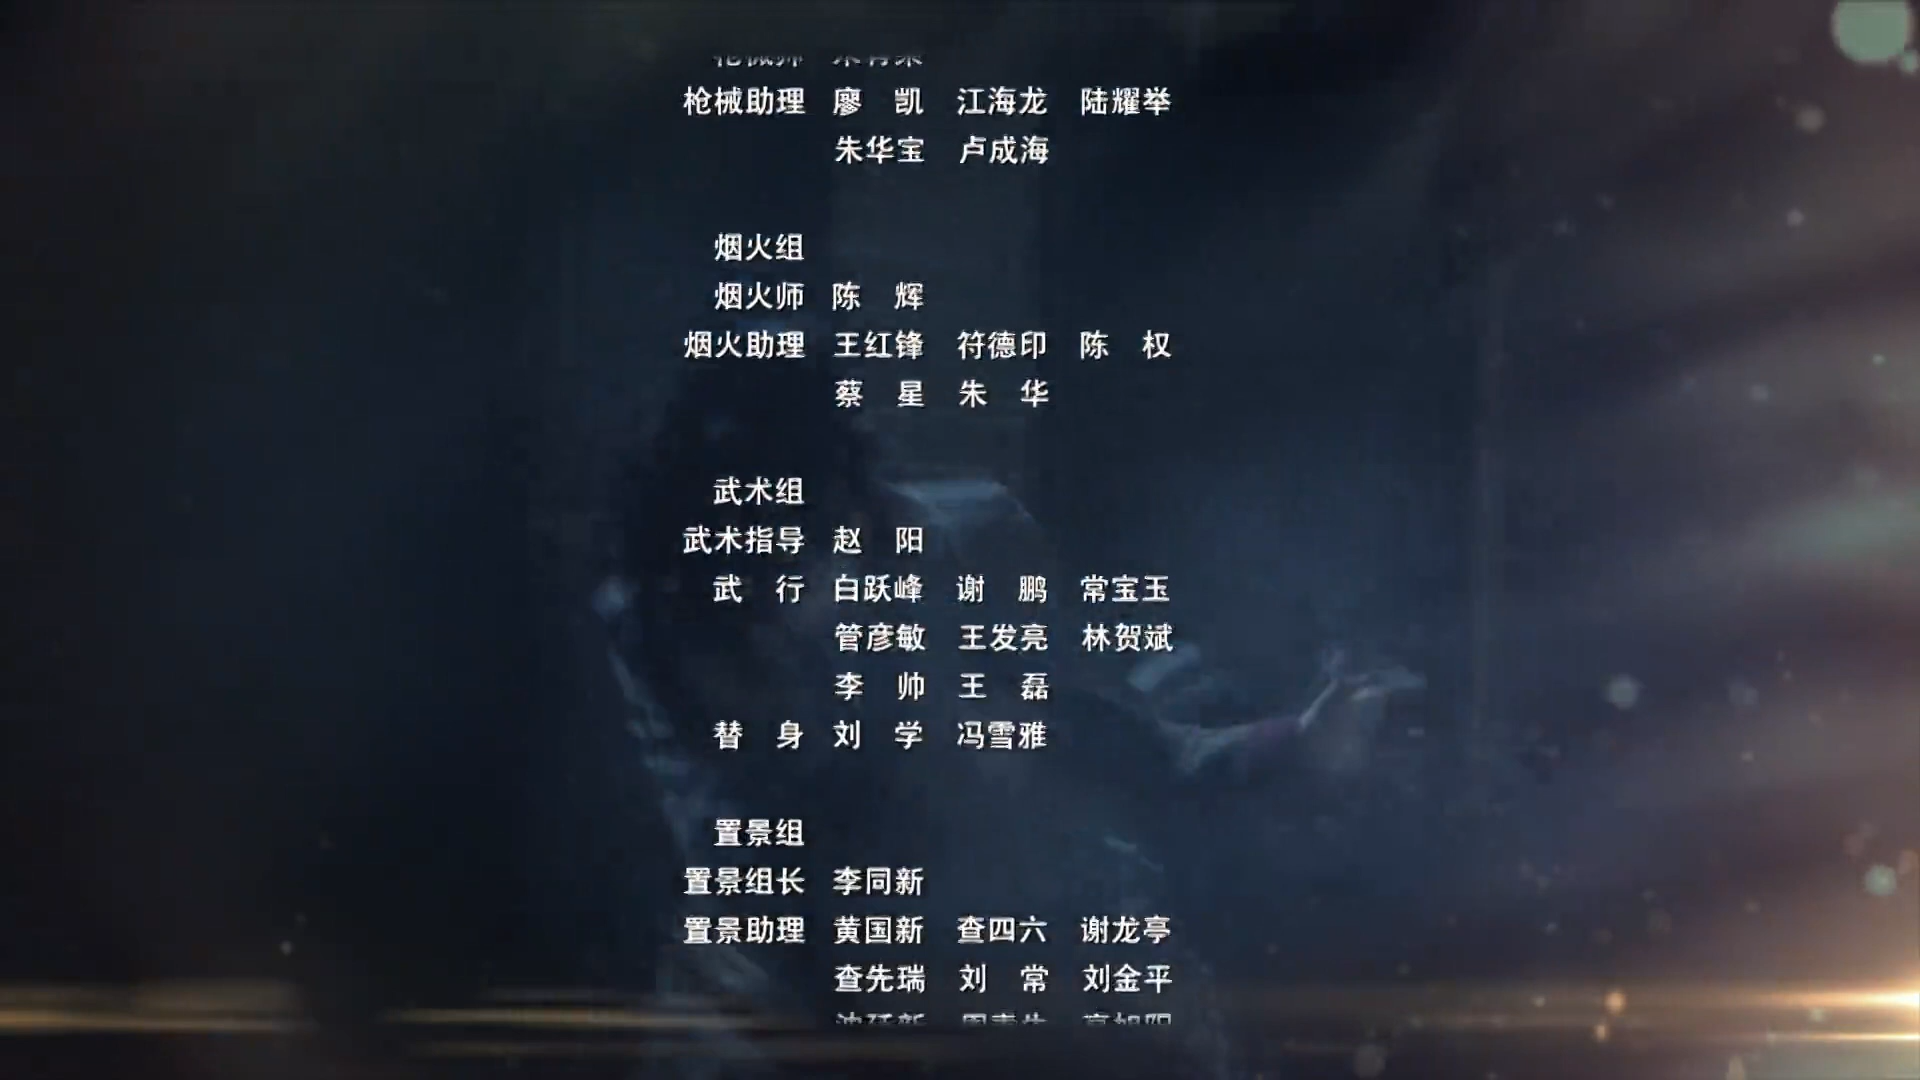 枪械助理 廖 凯 江海龙 陆耀举
朱华宝 卢成海
烟火组
烟火师 陈 辉
烟火助理 王红锋 符德印 陈 权
蔡 星 朱 华
武术组
武术指导 赵 阳
武 行 白跃峰 谢 鹏 常宝玉
管彦敏 王发亮 林贺斌
李 帅 王 磊
替 身 刘 学 冯雪雅
置景组
置景组长 李同新
置景助理 黄国新 查四六 谢龙亭
查先瑞 刘 常 刘金平